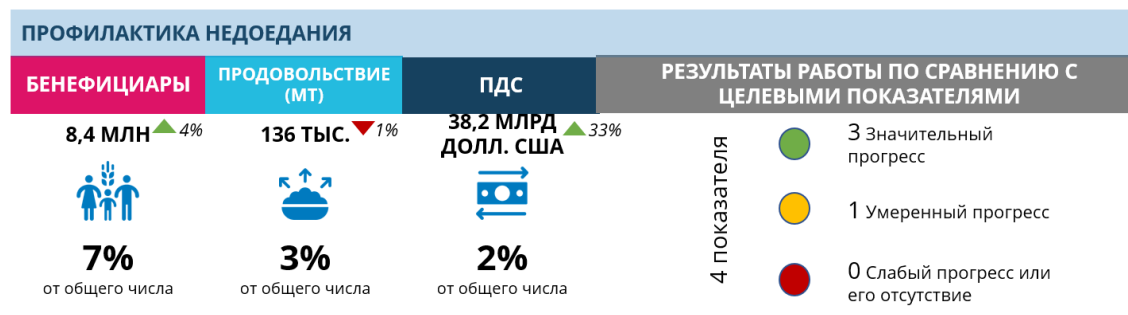 ПРОФИЛАКТИКА НЕДОЕДАНИЯ
БЕНЕФИЦИАРЫ
ПРОДОВОЛЬСТВИЕ
(МТ)
ПДС
РЕЗУЛЬТАТЫ РАБОТЫ ПО СРАВНЕНИЮ С
ЦЕЛЕВЫМИ ПОКАЗАТЕЛЯМИ
8,4 МЛН 4%
136 ТЫС. 1%
38,2 МЛРД
ДОЛЛ. США 33%
7%
от общего числа
3%
от общего числа
2%
от общего числа
4 показателя
3 Значительный
прогресс
1 Умеренный прогресс
0 Слабый прогресс или
его отсутствие